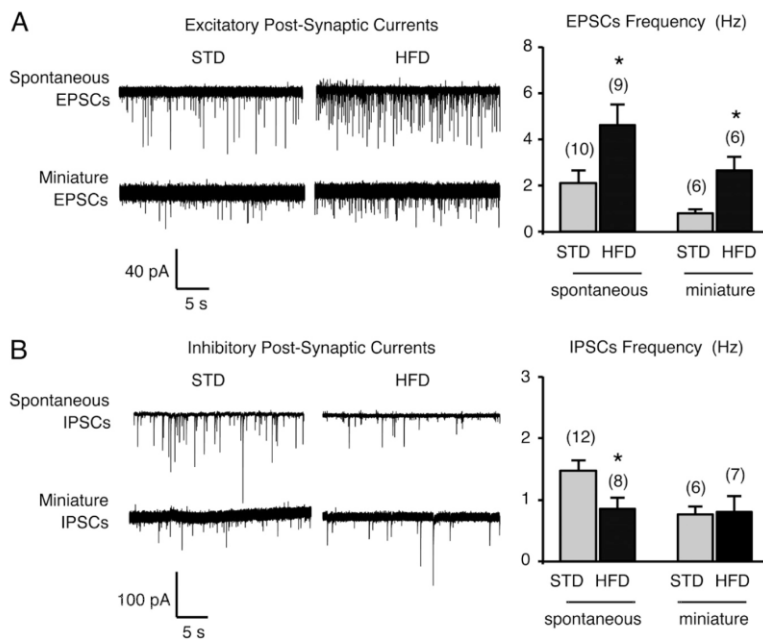 A
Excitatory Post-Synaptic Currents
STD HFD
Spontaneous
EPSCs
Miniature
EPSCs
40 pA
5 s
EPSCs Frequency (Hz)
8
6
4
2
0
(10)
*
(9)
(6)
*
(6)
STD HFD STD HFD
spontaneous miniature
B
Inhibitory Post-Synaptic Currents
STD HFD
Spontaneous
IPSCs
Miniature
IPSCs
100 pA
5 s
IPSCs Frequency (Hz)
3
2
1
0
(12)
*
(8)
(6)
(7)
STD HFD STD HFD
spontaneous miniature